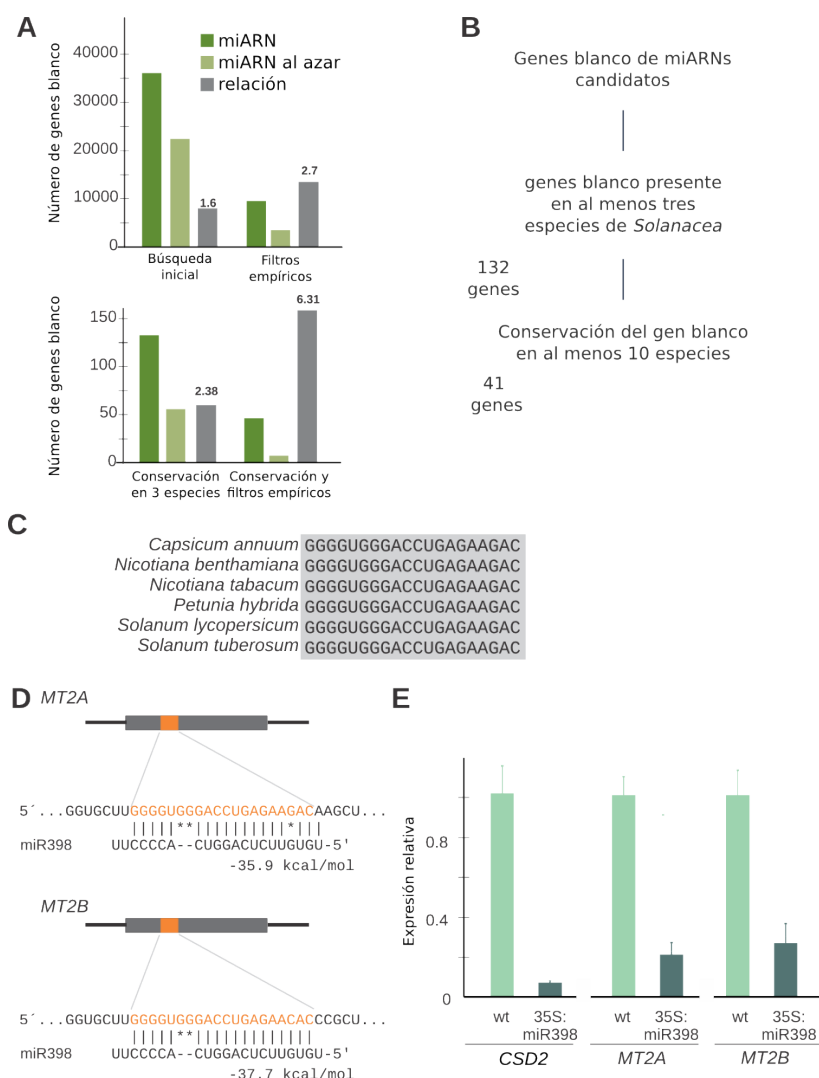 A
miARN
miARN al azar
relación
Número de genes blanco
40000
30000
20000
10000
0
1.6
2.7
Búsqueda
inicial
Filtros
empíricos
Número de genes blanco
150
100
50
0
2.38
6.31
Conservación
en 3 especies
Conservación y
filtros empíricos
B
Genes blanco de miARNs
candidatos
genes blanco presente
en al menos tres
especies de Solanacea
132
genes
Conservación del gen blanco
en al menos 10 especies
41
genes
C
Capsicum annuum GGGGUGGGACCUGAGAAGAC
Nicotiana benthamiana GGGGUGGGACCUGAGAAGAC
Nicotiana tabacum GGGGUGGGACCUGAGAAGAC
Petunia hybrida GGGGUGGGACCUGAGAAGAC
Solanum lycopersicum GGGGUGGGACCUGAGAAGAC
Solanum tuberosum GGGGUGGGACCUGAGAAGAC
D
MT2A
5´...GGUGCUUGGGGUGGGACCUGAGAAGACAAGCU...
|||||**|||||||||||*|||
miR398 UUCCCCA--CUGGACUCUUGUGU-5'
-35.9 kcal/mol
MT2B
5´...GGUGCUUGGGGUGGGACCUGAGAACACCCGCU...
|||||**||||||||||||||
miR398 UUCCCCA--CUGGACUCUUGUGU-5'
-37.7 kcal/mol
E
Expresión relativa
0.8
0.4
0
wt
35S:
miR398
wt
35S:
miR398
wt
35S:
miR398
CSD2
MT2A
MT2B